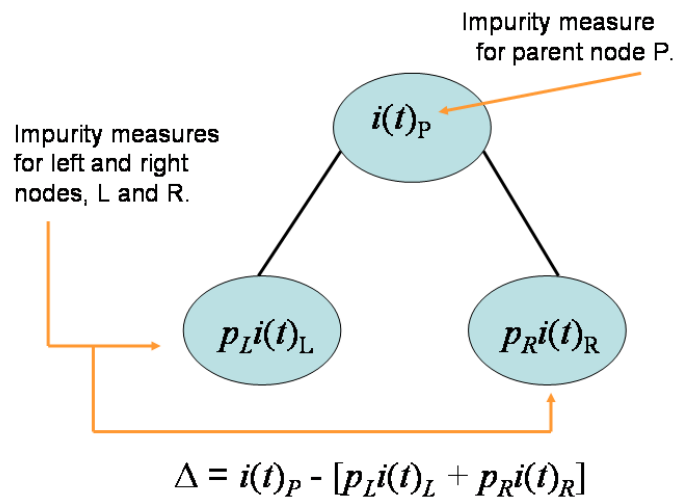 Impurity measure
for parent node P.
i(t)P
Impurity measures
for left and right
nodes, L and R.
pLi(t)L
pRi(t)R
Δ = i(t)P - [pLi(t)L + pRi(t)R]